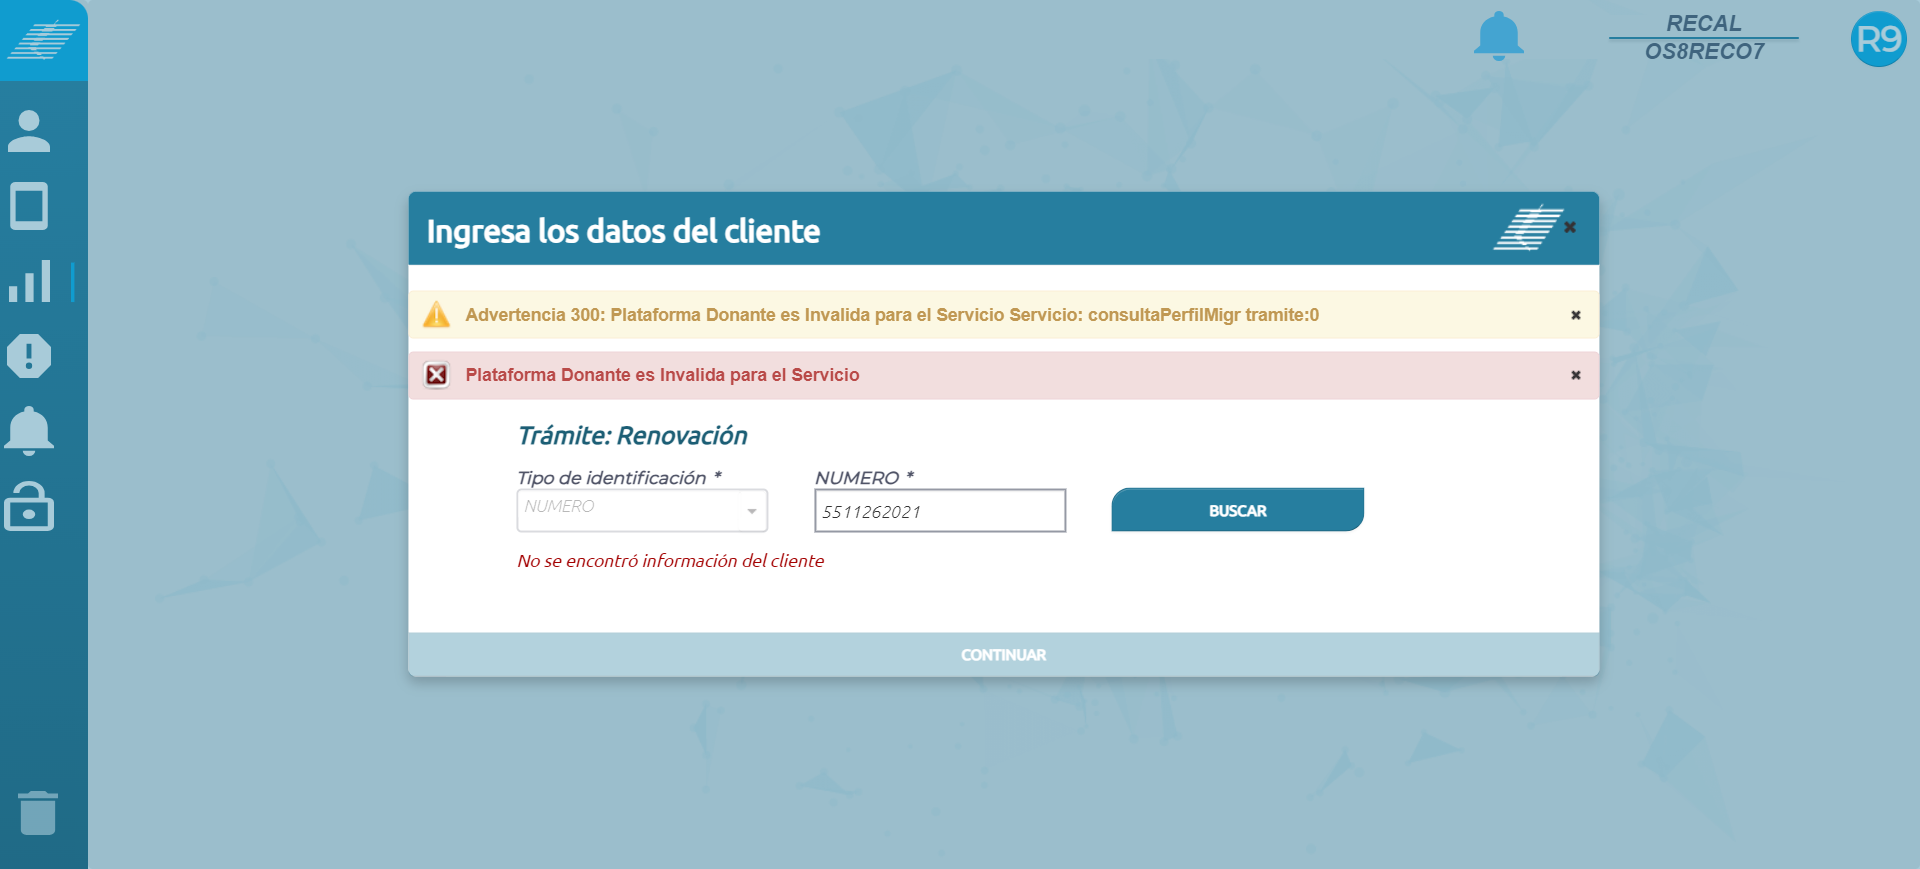 RECAL
OS8RECO7
R9
Ingresa los datos del cliente
Advertencia 300: Plataforma Donante es Invalida para el Servicio Servicio: consultaPerfilMigr tramite:0
Plataforma Donante es Invalida para el Servicio
Trámite: Renovación
Tipo de identificación *
NUMERO *
NUMERO
5511262021
BUSCAR
No se encontró información del cliente
CONTINUAR